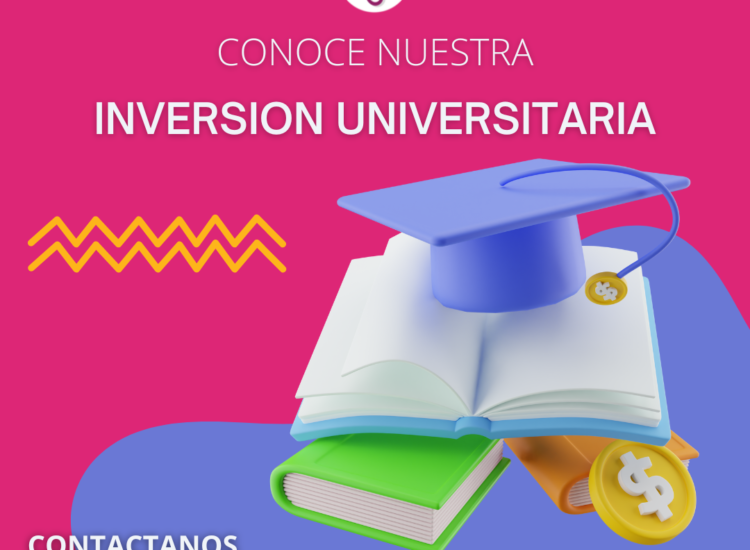 CONOCE NUESTRA
INVERSION UNIVERSITARIA
$
$
CONTACTANOS